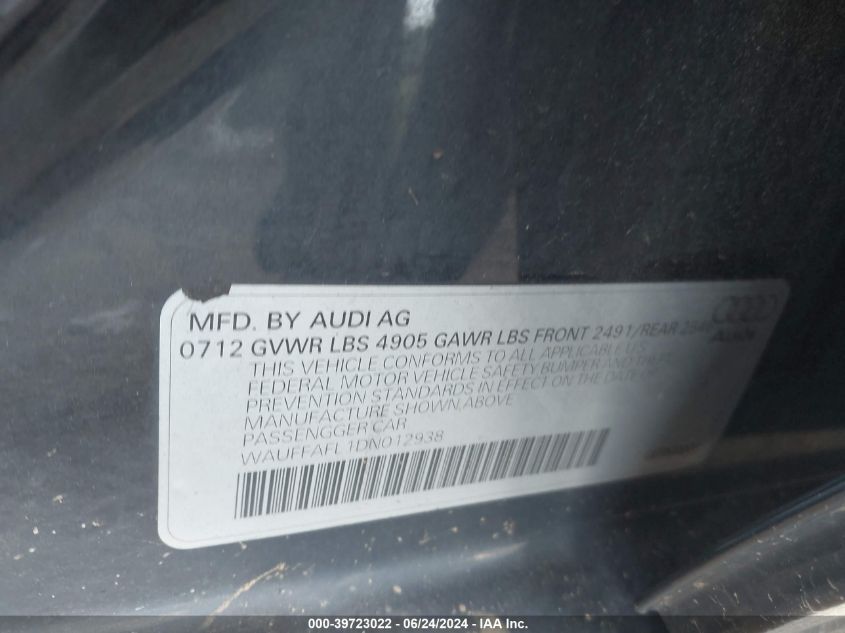 MFD. BY AUDI AG
0712 GVWR LBS 4905 GAWR LBS FRONT 2491/REAR
THIS VEHICLE CONFORMS TO ALL APPLICABLE U.S.
FEDERAL MOTOR VEHICLE SAFETY BUMPER AND THEFT
PREVENTION STANDARDS IN EFFECT ON THE DATE OF
MANUFACTURE SHOWN ABOVE
PASSENGGER CAR
WAUFFAFL1DN012938
000-39723022 - 06/24/2024 - IAA Inc.